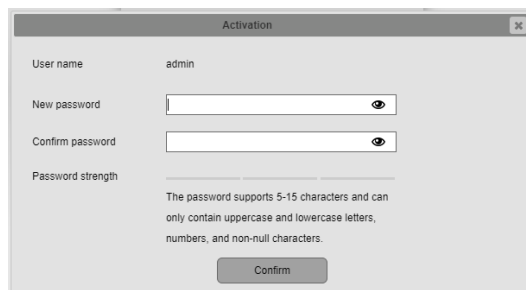 Activation
User name admin
New password
Confirm password
Password strength
The password supports 5-15 characters and can
only contain uppercase and lowercase letters,
numbers, and non-null characters.
Confirm